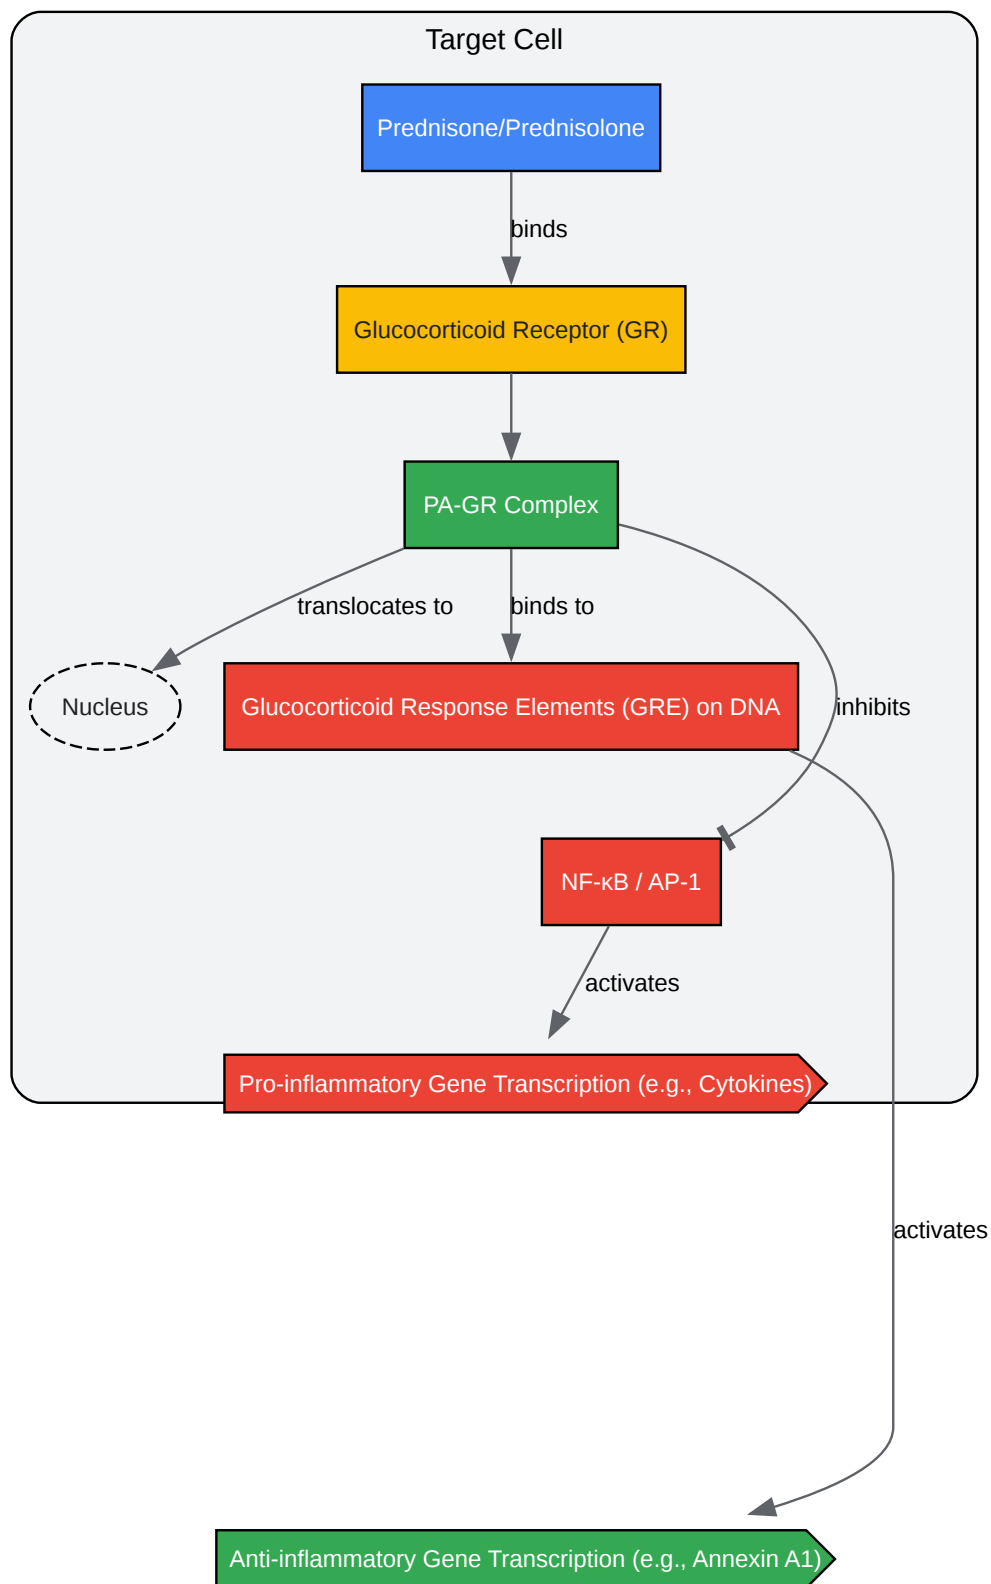 Target Cell
Prednisone/Prednisolone
binds
Glucocorticoid Receptor (GR)
PA-GR Complex
translocates to
binds to
Nucleus
Glucocorticoid Response Elements (GRE) on DNA
inhibits
NF-κB / AP-1
activates
Pro-inflammatory Gene Transcription (e.g., Cytokines)
activates
Anti-inflammatory Gene Transcription (e.g., Annexin A1)